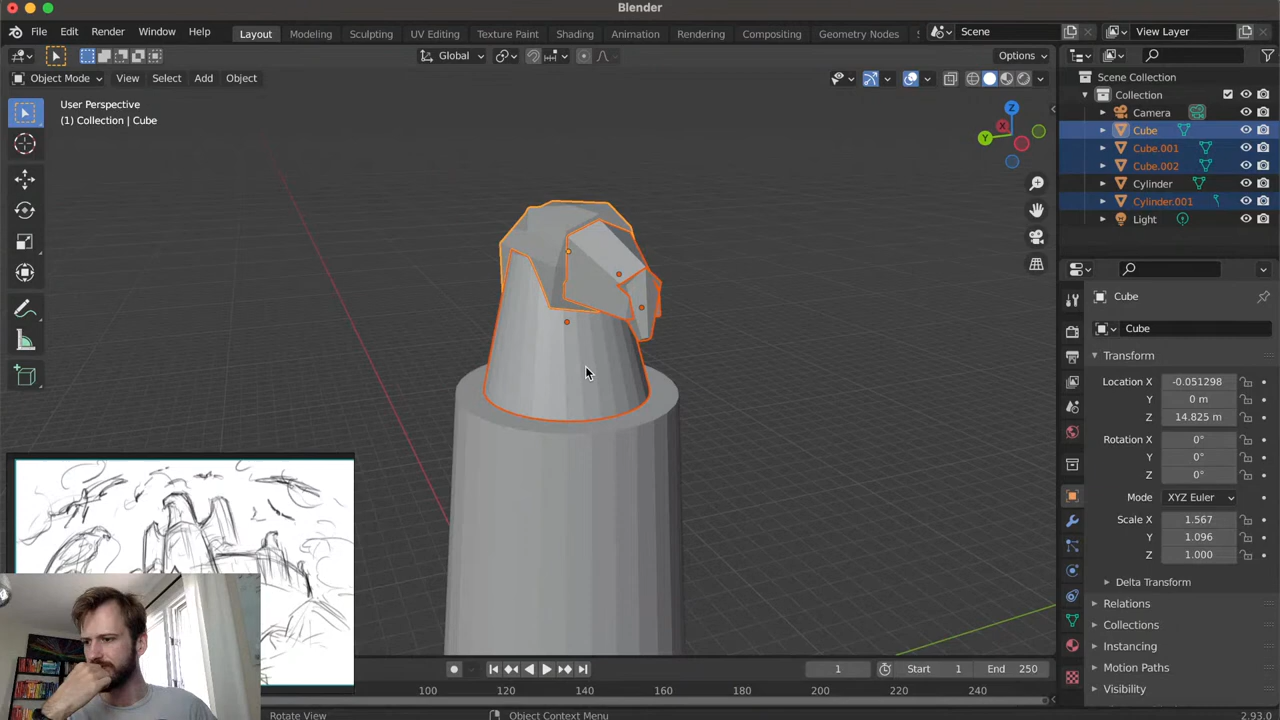 Blender
File Edit Render Window Help Layout Modeling Sculpting UV Editing Texture Paint Shading Animation Rendering Compositing Geometry Nodes Scene View Layer
Global Options
Object Mode View Select Add Object
User Perspective
(1) Collection | Cube
Z
Y
X
Scene Collection
Collection
Camera
Cube
Cube.001
Cube.002
Cylinder
Cylinder.001
Light
Cube
Cube
Transform
Location X -0.051298
Y 0 m
Z 14.825 m
Rotation X 0°
Y 0°
Z 0°
Mode XYZ Euler
Scale X 1.567
Y 1.096
Z 1.000
Delta Transform
Relations
Collections
Instancing
Motion Paths
Visibility
1 Start 1 End 250
100 120 140 160 180 200 220 240
Rotate View Object Context Menu 2.93.0